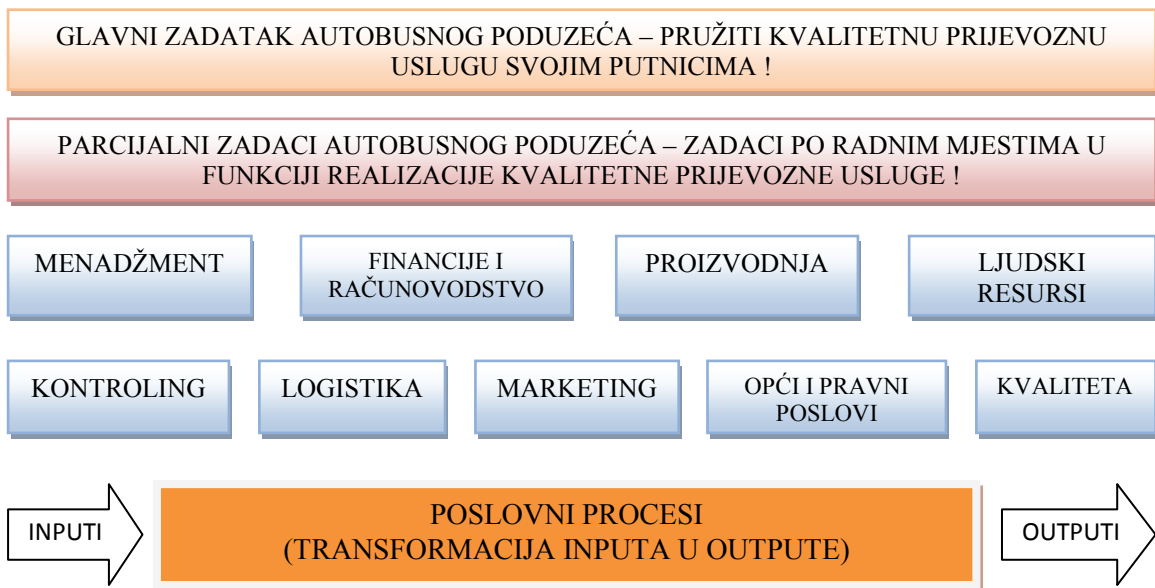 GLAVNI ZADATAK AUTOBUSNOG PODUZEĆA – PRUŽITI KVALITETNU PRIJEVOZNU
USLUGU SVOJIM PUTNICIMA !
PARCIJALNI ZADACI AUTOBUSNOG PODUZEĆA – ZADACI PO RADNIM MJESTIMA U
FUNKCIJI REALIZACIJE KVALITETNE PRIJEVOZNE USLUGE !
MENADŽMENT
FINANCIJE I
RAČUNOVODSTVO
PROIZVODNJA
LJUDSKI
RESURSI
KONTROLING
LOGISTIKA
MARKETING
OPĆI I PRAVNI
POSLOVI
KVALITETA
INPUTI
POSLOVNI PROCESI
(TRANSFORMACIJA INPUTA U OUTPUTE)
OUTPUTI